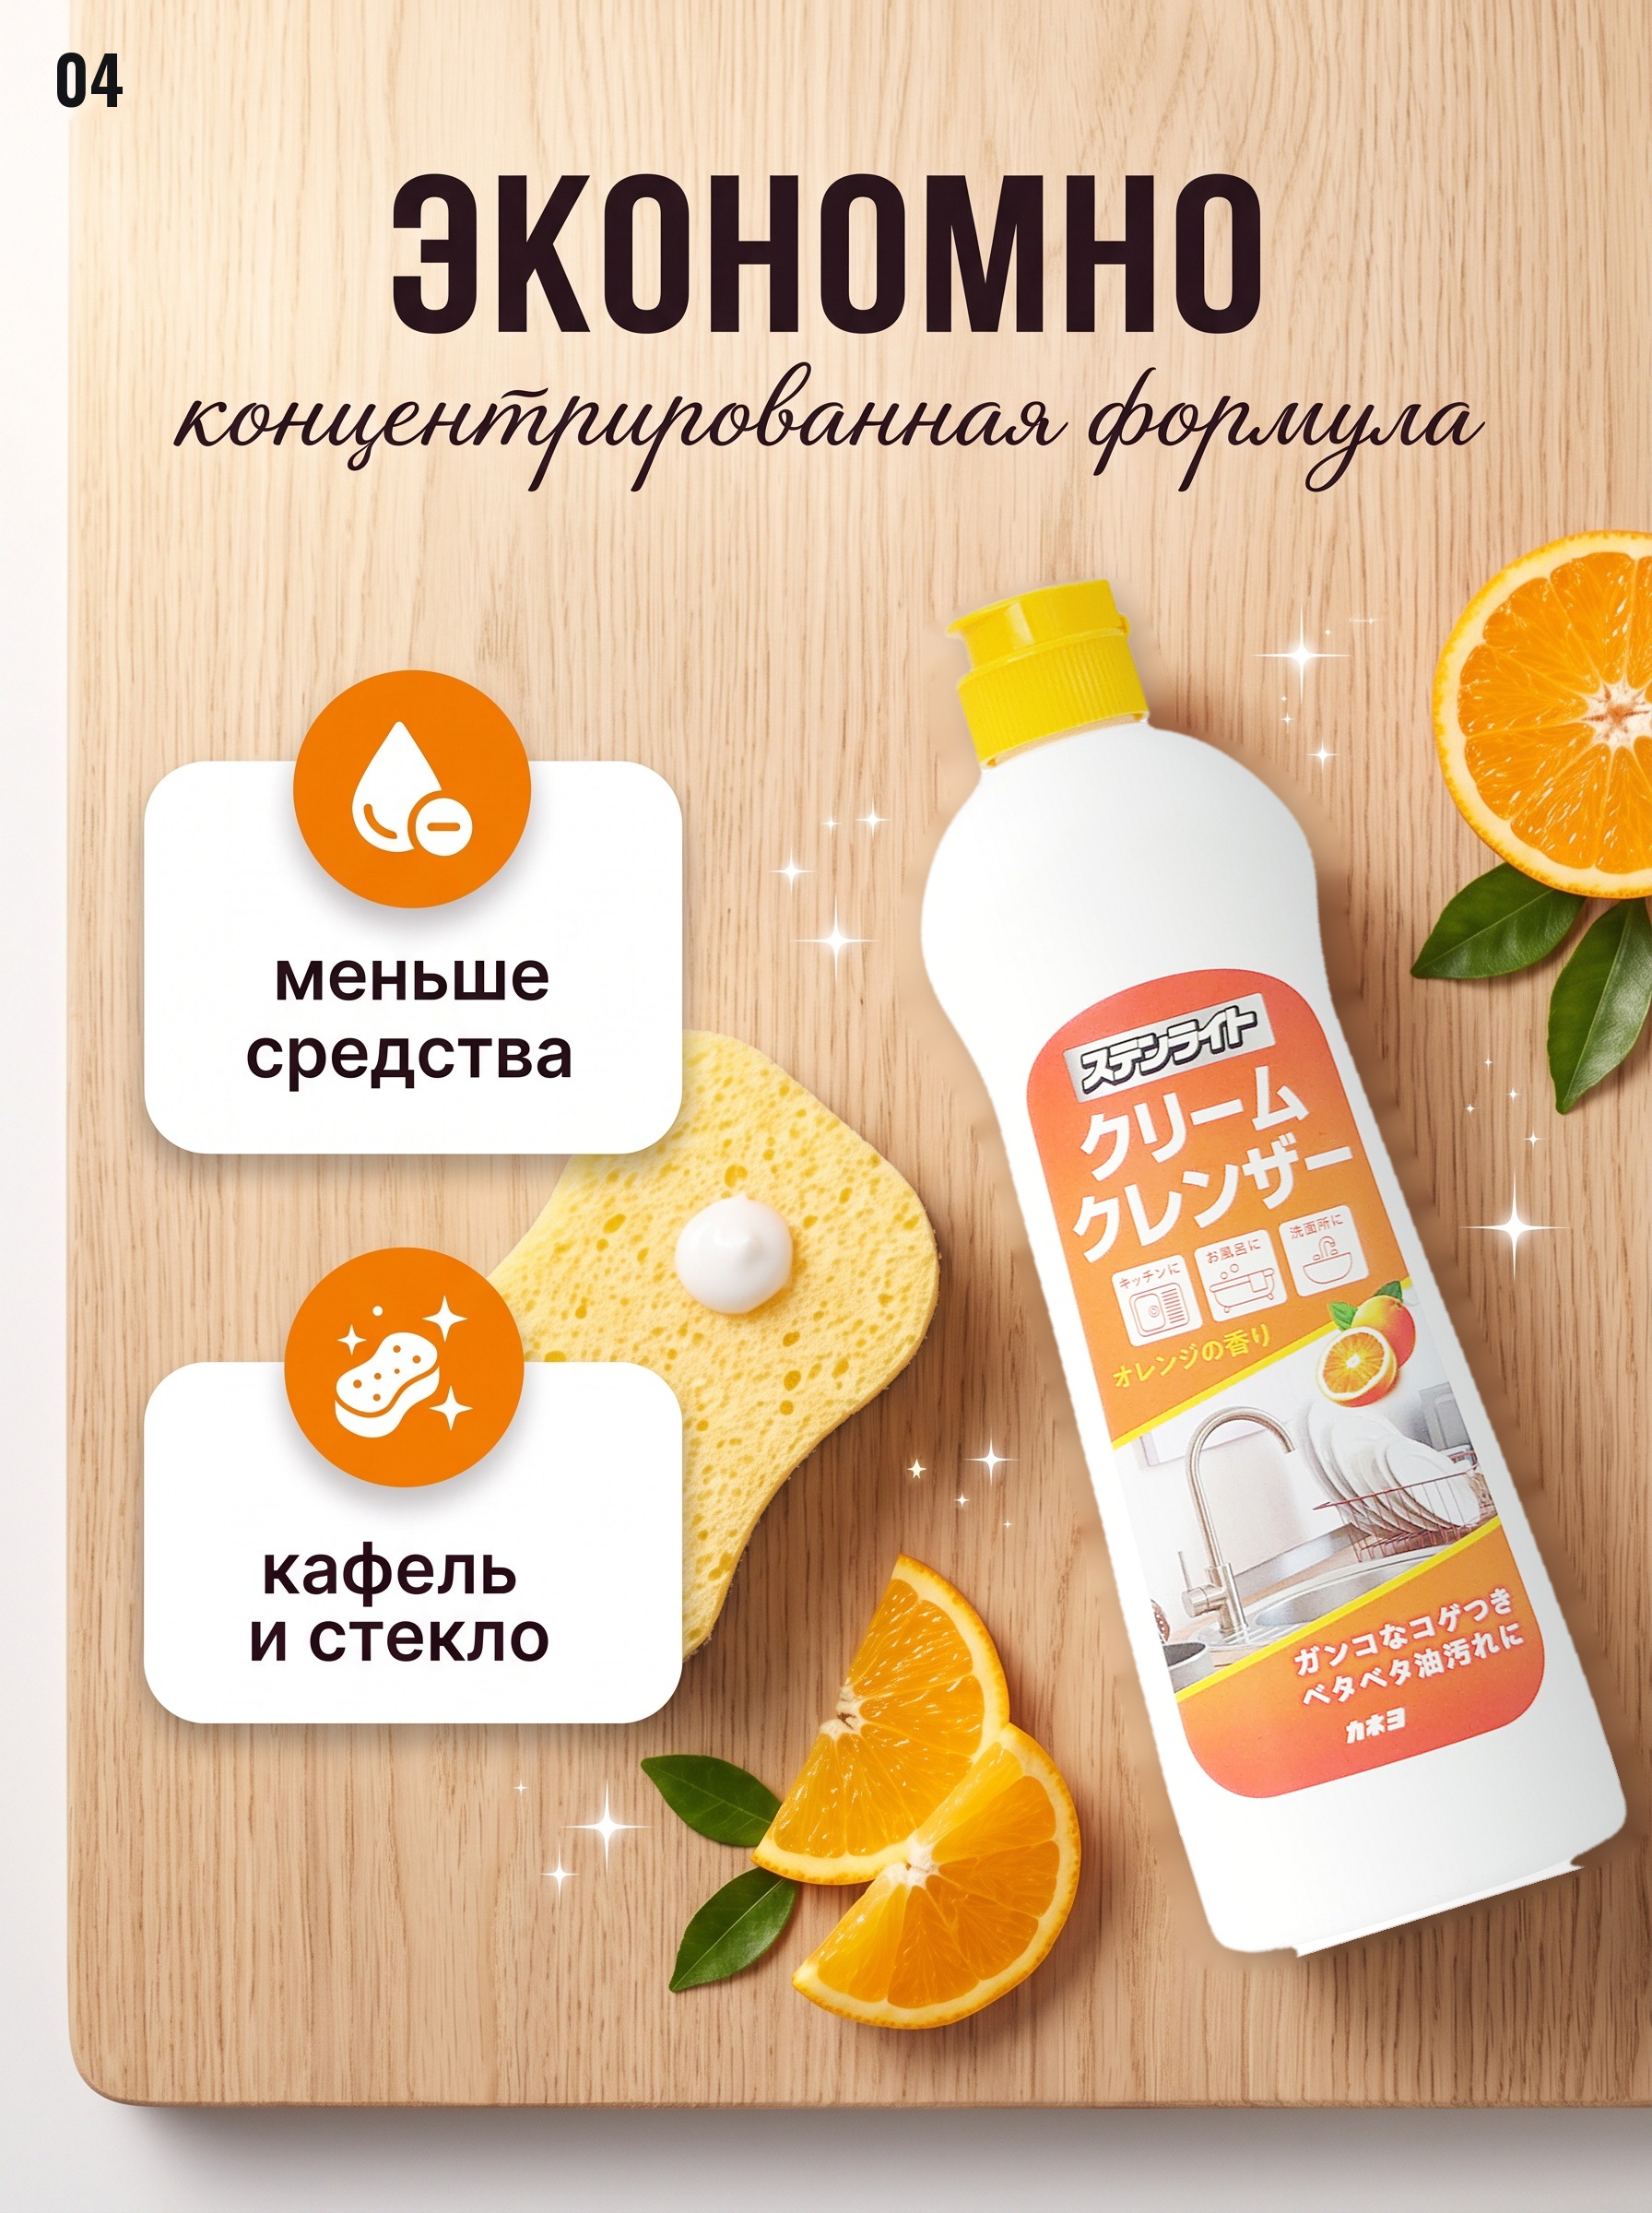 04
ЭКОНОМНО
концентрированная формула
меньше
средства
кафель
и стекло
ステンライト
クリーム
クレンザー
キッチンに
お風呂に
洗面所に
オレンジの香り
ガンコなコゲつき
ベタベタ油汚れに
カネヨ